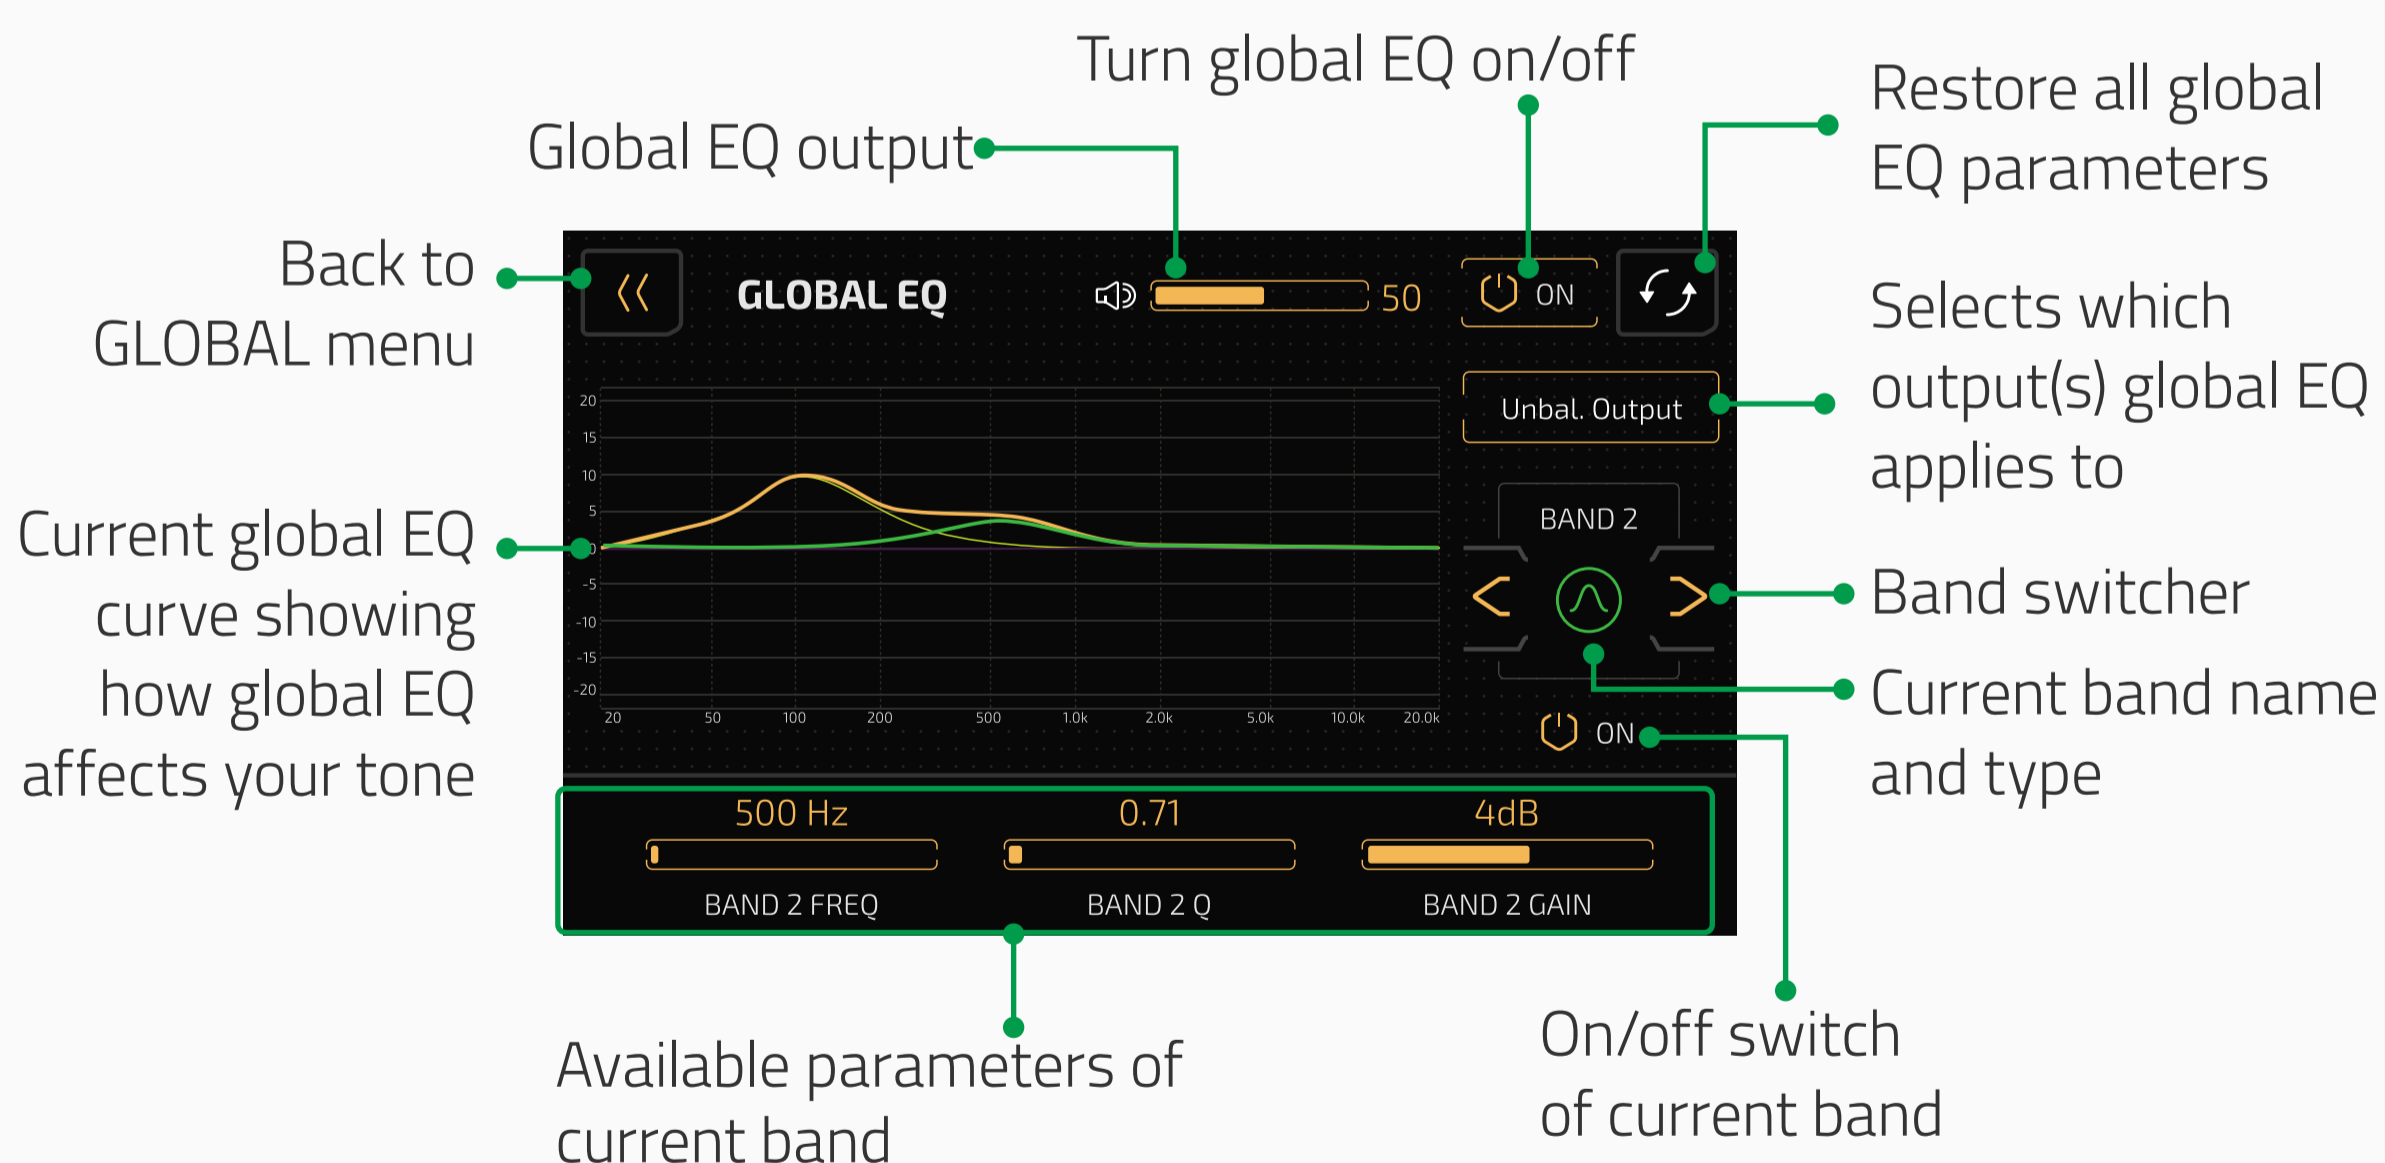 Turn global EQ on/off
Restore all global
EQ parameters
Global EQ output
Back to
GLOBAL menu
GLOBAL EQ
50
ON
Selects which
output(s) global EQ
applies to
Unbal. Output
Current global EQ
curve showing
how global EQ
affects your tone
20
15
10
5
0
-5
-10
-15
-20
20 50 100 200 500 1.0k 2.0k 5.0k 10.0k 20.0k
BAND 2
Band switcher
Current band name
and type
ON
500 Hz 0.71 4dB
BAND 2 FREQ BAND 2 Q BAND 2 GAIN
Available parameters of
current band
On/off switch
of current band